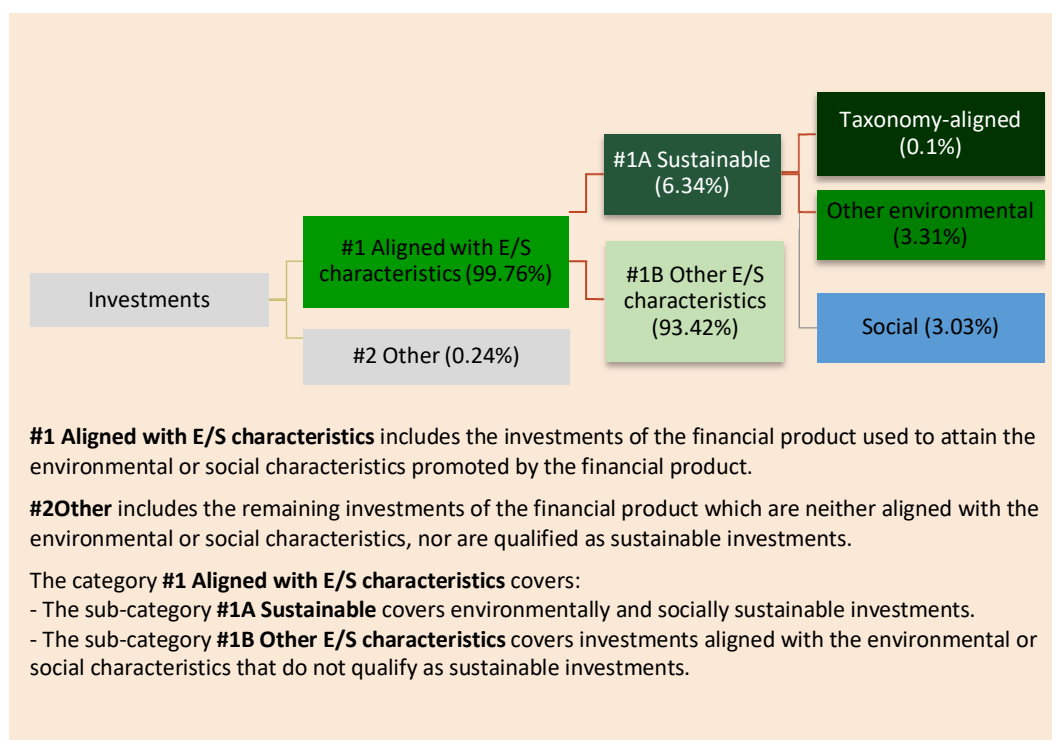 Investments
#1 Aligned with E/S
characteristics (99.76%)
#2 Other (0.24%)
#1A Sustainable
(6.34%)
#1B Other E/S
characteristics
(93.42%)
Taxonomy-aligned
(0.1%)
Other environmental
(3.31%)
Social (3.03%)
#1 Aligned with E/S characteristics includes the investments of the financial product used to attain the
environmental or social characteristics promoted by the financial product.
#2Other includes the remaining investments of the financial product which are neither aligned with the
environmental or social characteristics, nor are qualified as sustainable investments.
The category #1 Aligned with E/S characteristics covers:
- The sub-category #1A Sustainable covers environmentally and socially sustainable investments.
- The sub-category #1B Other E/S characteristics covers investments aligned with the environmental or
social characteristics that do not qualify as sustainable investments.